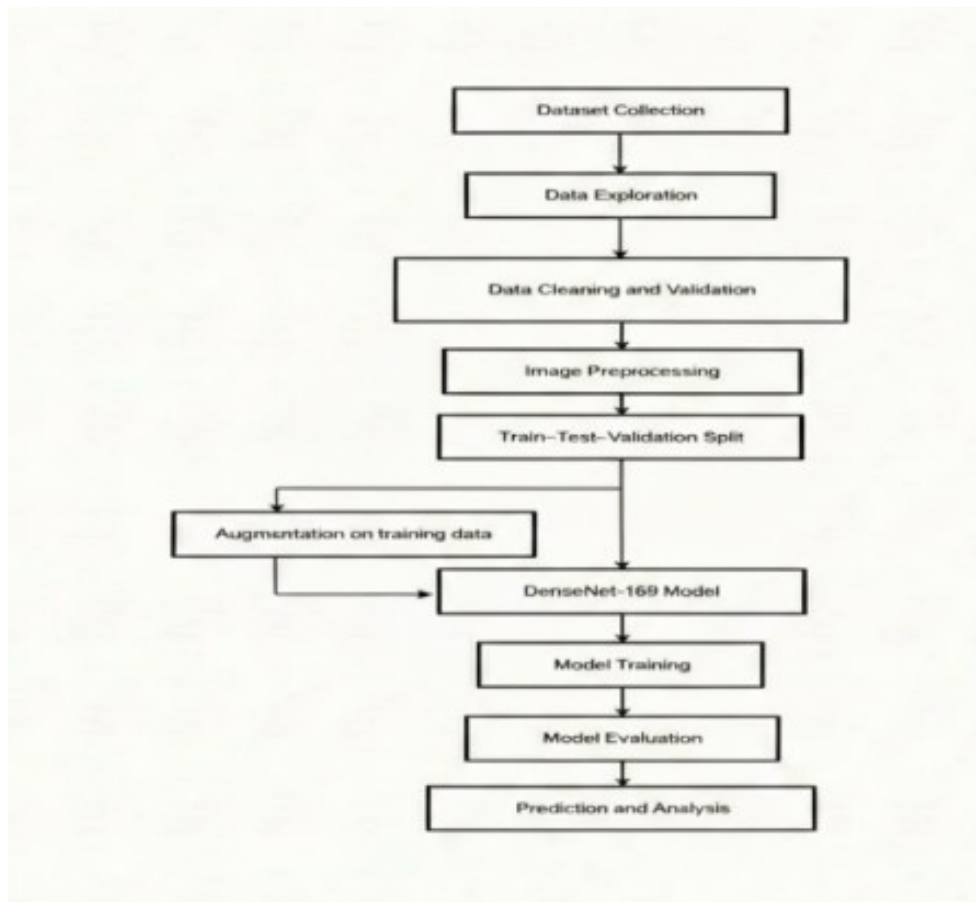 Dataset Collection
Data Exploration
Data Cleaning and Validation
Image Preprocessing
Train–Test–Validation Split
Augmentation on training data
DenseNet-169 Model
Model Training
Model Evaluation
Prediction and Analysis